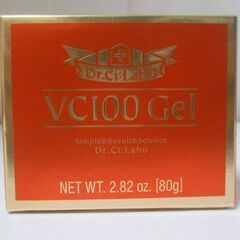 Dr.Ci:Labo
VC100 Gel
Simple&Result&Science
Dr.Ci:Labo
NET WT. 2.82 oz. [80g]